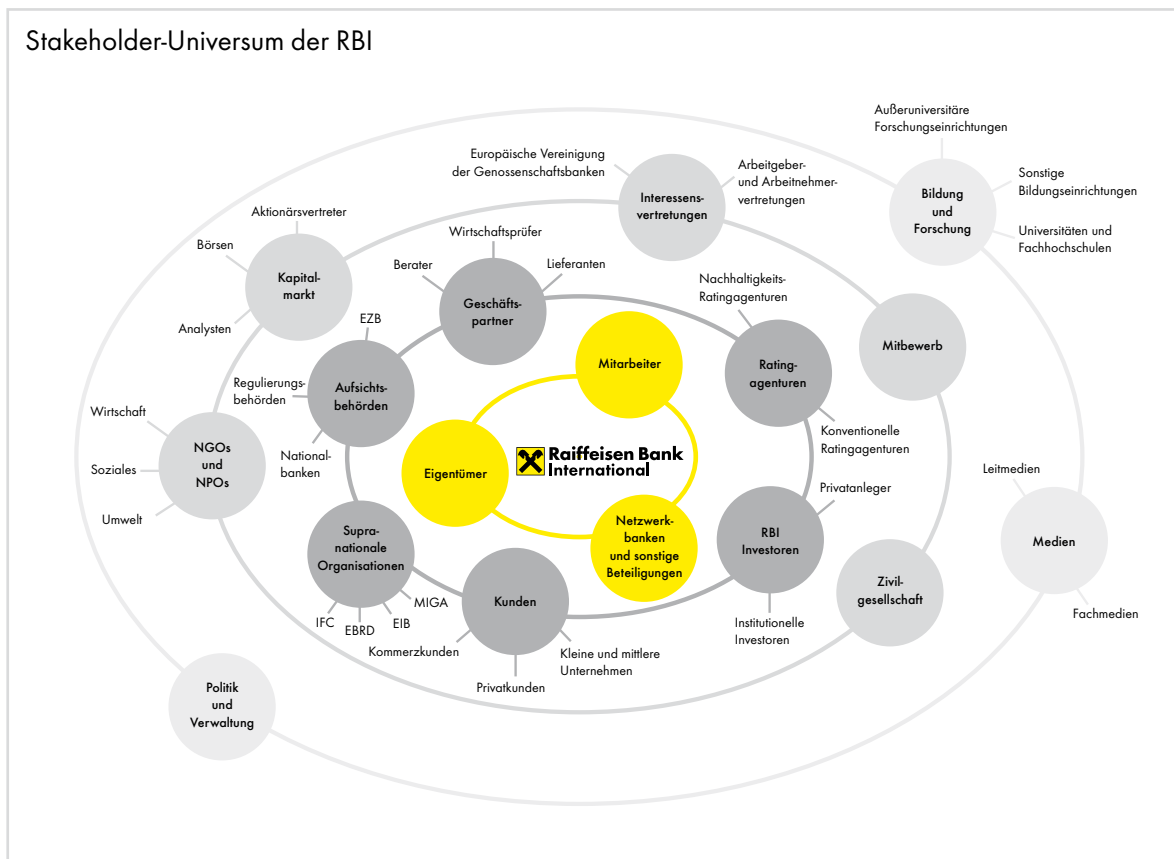 Stakeholder-Universum der RBI
Außeruniversitäre
Forschungseinrichtungen
Europäische Vereinigung
der Genossenschaftsbanken
Interessens-
vertretungen
Arbeitgeber-
und Arbeitnehmer-
vertretungen
Bildung
und
Forschung
Sonstige
Bildungseinrichtungen
Universitäten und
Fachhochschulen
Aktionärsvertreter
Börsen
Kapital-
markt
Analysten
Wirtschaftsprüfer
Berater
Lieferanten
Geschäfts-
partner
Nachhaltigkeits-
Ratingagenturen
EZB
Regulierungs-
behörden
Aufsichts-
behörden
National-
banken
Mitarbeiter
Rating-
agenturen
Konventionelle
Ratingagenturen
Mitbewerb
Wirtschaft
Soziales
Umwelt
NGOs
und
NPOs
Eigentümer
Raiffeisen Bank
International
Netzwerk-
banken
und sonstige
Beteiligungen
Privatanleger
RBI
Investoren
Institutionelle
Investoren
Leitmedien
Medien
Fachmedien
Supra-
nationale
Organisationen
IFC
EBRD
EIB
MIGA
Kunden
Kommerzkunden
Privatkunden
Kleine und mittlere
Unternehmen
Zivil-
gesellschaft
Politik
und
Verwaltung